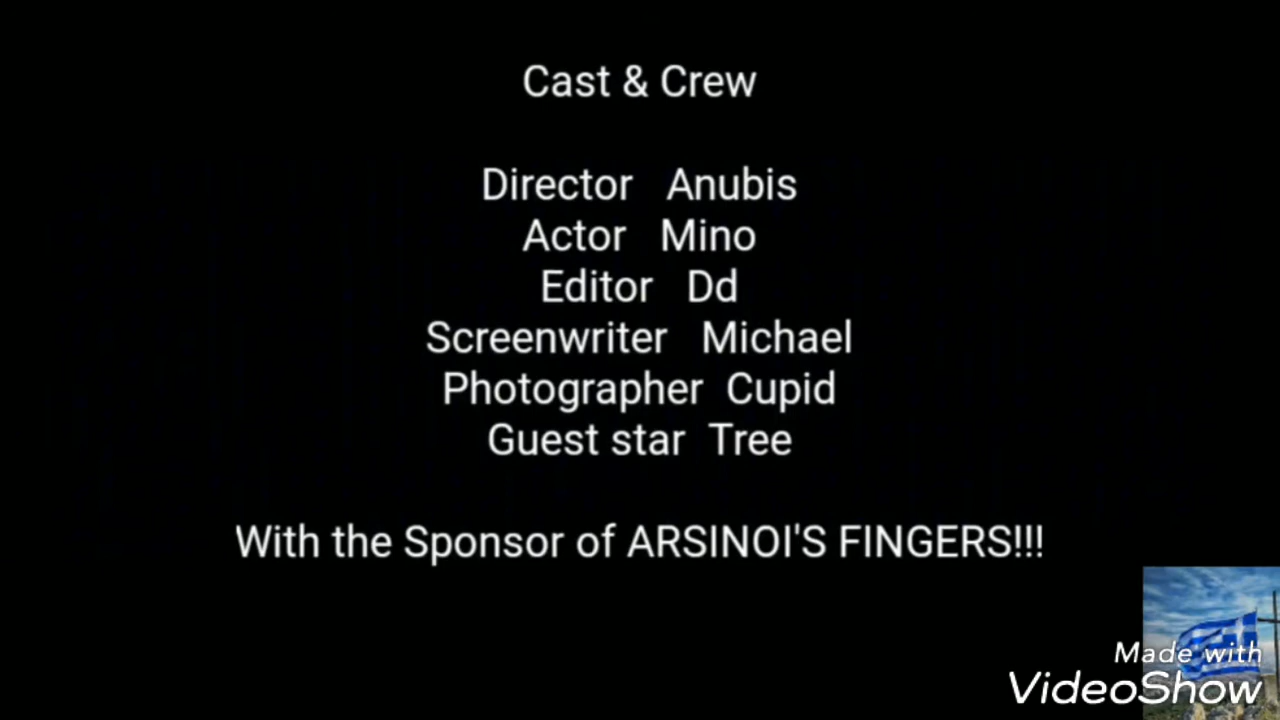 Cast & Crew
Director Anubis
Actor Mino
Editor Dd
Screenwriter Michael
Photographer Cupid
Guest star Tree
With the Sponsor of ARSINOI'S FINGERS!!!
Made with
VideoShow